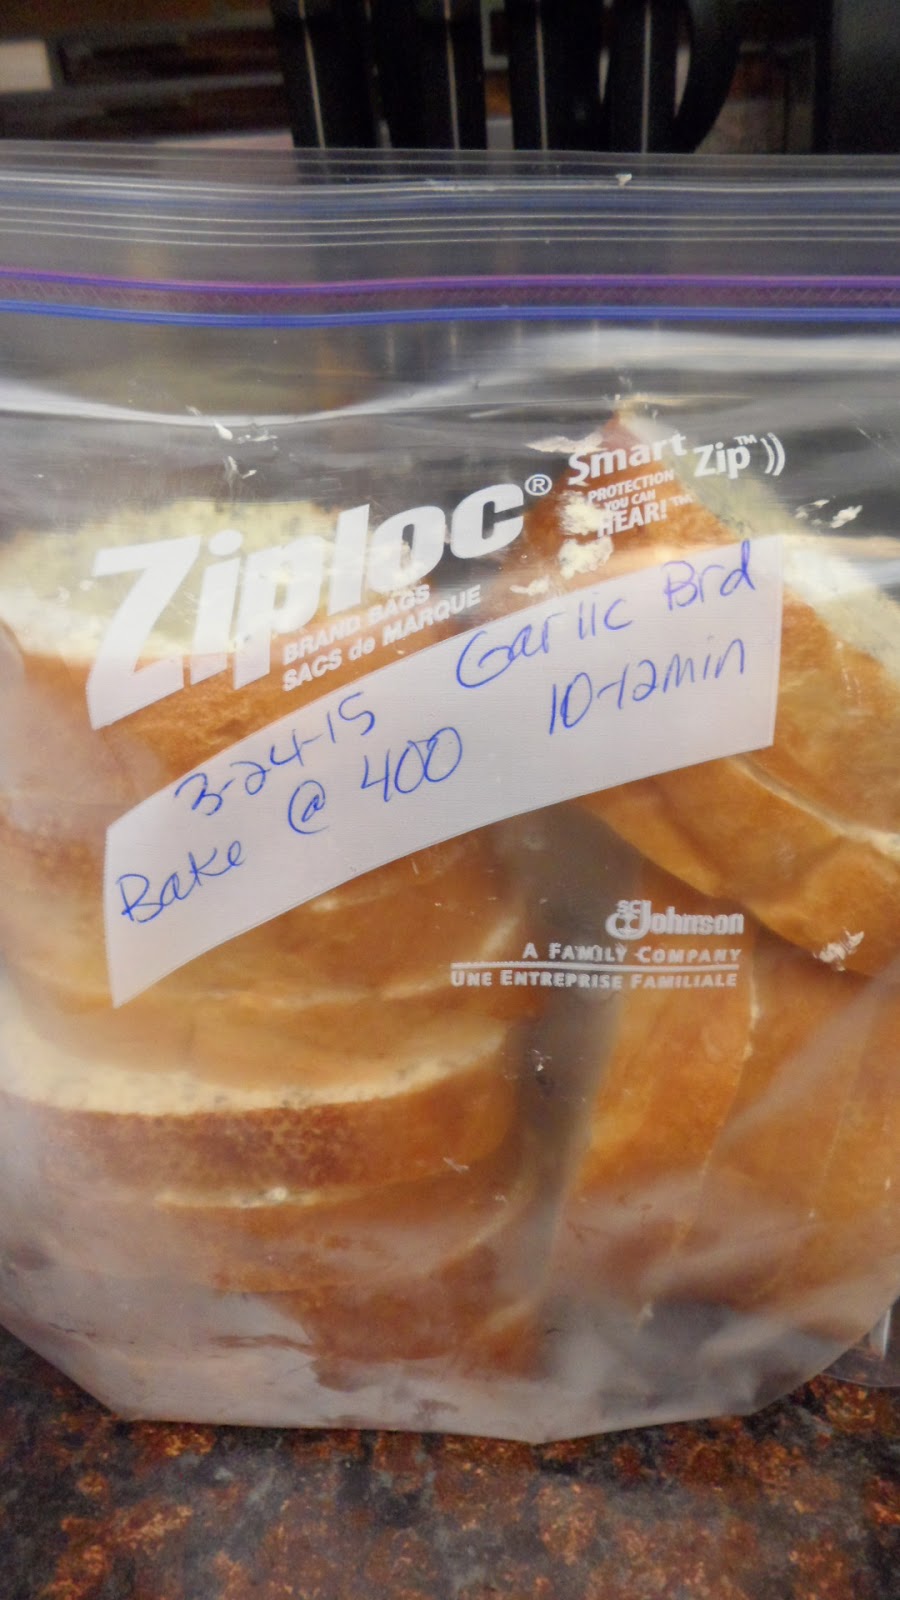 Ziploc®
BRAND BAGS
SACS de MARQUE
Smart Zip™
PROTECTION
YOU CAN
HEAR!™
3-24-15 Garlic Brd
Bake @ 400 10-12min
SC Johnson
A FAMILY COMPANY
UNE ENTREPRISE FAMILIALE